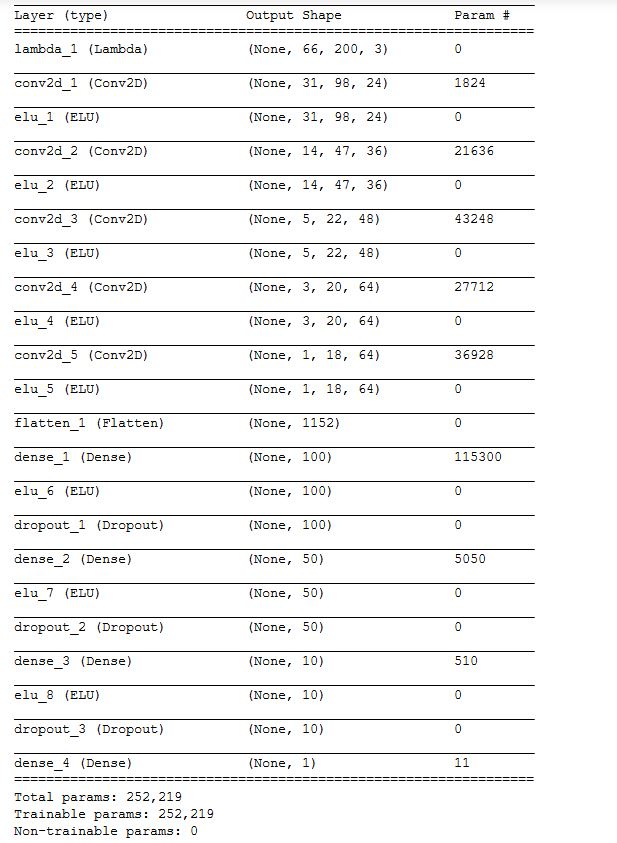 Layer (type) Output Shape Param #
==================================================================
lambda_1 (Lambda) (None, 66, 200, 3) 0
conv2d_1 (Conv2D) (None, 31, 98, 24) 1824
elu_1 (ELU) (None, 31, 98, 24) 0
conv2d_2 (Conv2D) (None, 14, 47, 36) 21636
elu_2 (ELU) (None, 14, 47, 36) 0
conv2d_3 (Conv2D) (None, 5, 22, 48) 43248
elu_3 (ELU) (None, 5, 22, 48) 0
conv2d_4 (Conv2D) (None, 3, 20, 64) 27712
elu_4 (ELU) (None, 3, 20, 64) 0
conv2d_5 (Conv2D) (None, 1, 18, 64) 36928
elu_5 (ELU) (None, 1, 18, 64) 0
flatten_1 (Flatten) (None, 1152) 0
dense_1 (Dense) (None, 100) 115300
elu_6 (ELU) (None, 100) 0
dropout_1 (Dropout) (None, 100) 0
dense_2 (Dense) (None, 50) 5050
elu_7 (ELU) (None, 50) 0
dropout_2 (Dropout) (None, 50) 0
dense_3 (Dense) (None, 10) 510
elu_8 (ELU) (None, 10) 0
dropout_3 (Dropout) (None, 10) 0
dense_4 (Dense) (None, 1) 11
==================================================================
Total params: 252,219
Trainable params: 252,219
Non-trainable params: 0